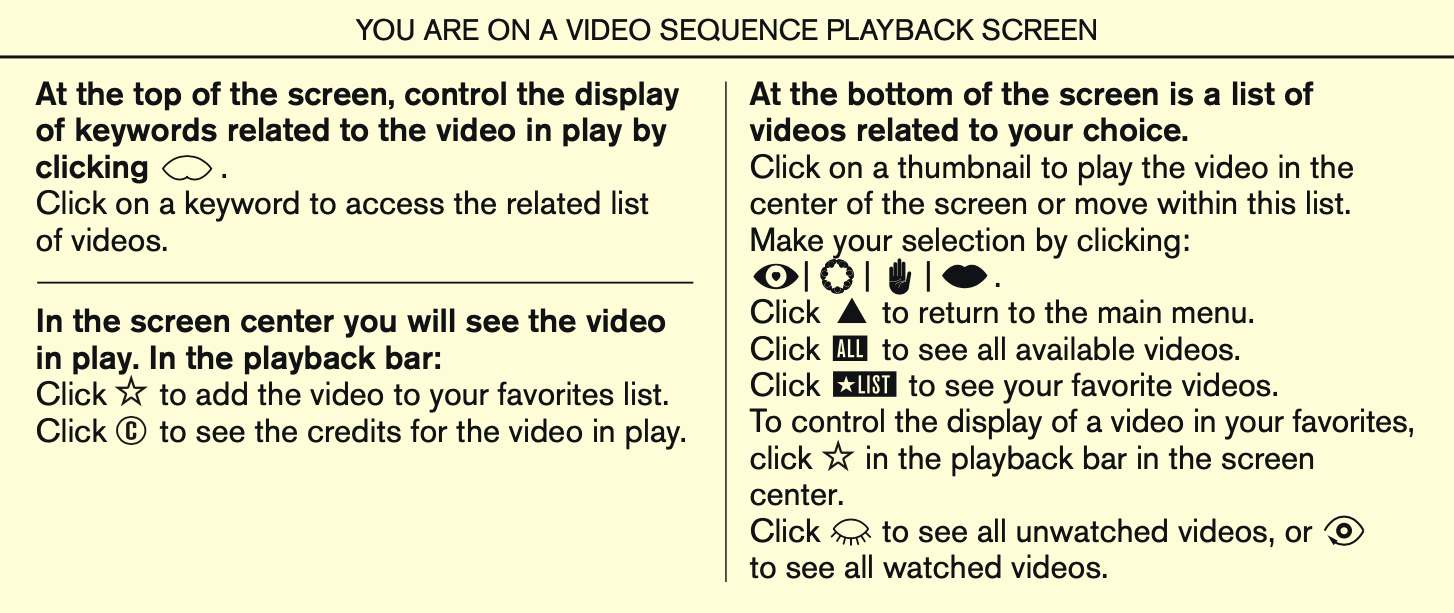 YOU ARE ON A VIDEO SEQUENCE PLAYBACK SCREEN
At the top of the screen, control the display
of keywords related to the video in play by
clicking .
Click on a keyword to access the related list
of videos.
In the screen center you will see the video
in play. In the playback bar:
Click ☆ to add the video to your favorites list.
Click Ⓒ to see the credits for the video in play.
At the bottom of the screen is a list of
videos related to your choice.
Click on a thumbnail to play the video in the
center of the screen or move within this list.
Make your selection by clicking:
| | | .
Click ▲ to return to the main menu.
Click ALL to see all available videos.
Click ★LIST to see your favorite videos.
To control the display of a video in your favorites,
click ☆ in the playback bar in the screen
center.
Click to see all unwatched videos, or
to see all watched videos.